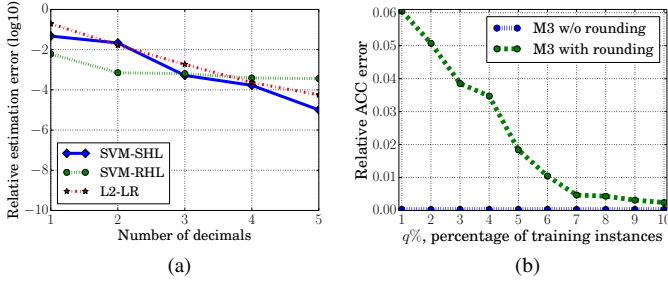 Relative estimation error (log10)
0
−2
−4
−6
−8
−10
SVM-SHL
SVM-RHL
L2-LR
1 2 3 4 5
Number of decimals
(a)
Relative ACC error
0.06
0.05
0.04
0.03
0.02
0.01
0.00
M3 w/o rounding
M3 with rounding
1 2 3 4 5 6 7 8 9 10
q%, percentage of training instances
(b)